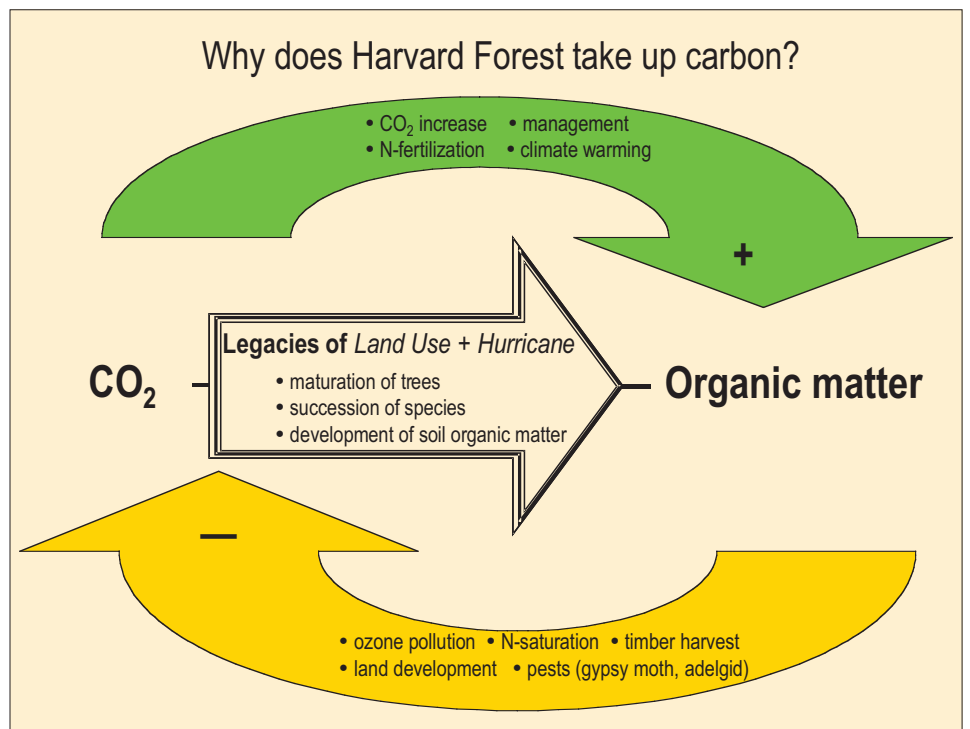 Why does Harvard Forest take up carbon?
• CO₂ increase • management
• N-fertilization • climate warming
+
Legacies of Land Use + Hurricane
• maturation of trees
• succession of species
• development of soil organic matter
CO₂
Organic matter
—
• ozone pollution • N-saturation • timber harvest
• land development • pests (gypsy moth, adelgid)